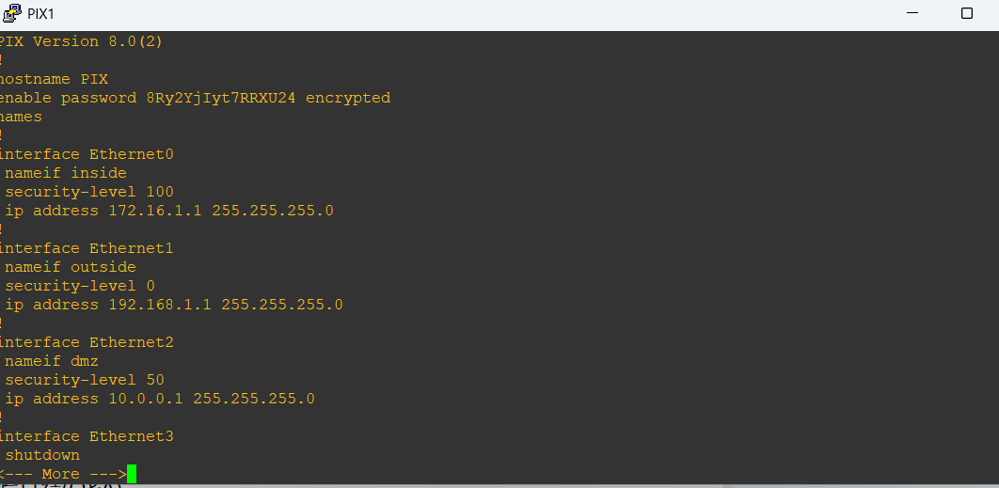 PIX1
PIX Version 8.0(2)
!
hostname PIX
enable password 8Ry2YjIyt7RRXU24 encrypted
names
!
interface Ethernet0
nameif inside
security-level 100
ip address 172.16.1.1 255.255.255.0
!
interface Ethernet1
nameif outside
security-level 0
ip address 192.168.1.1 255.255.255.0
!
interface Ethernet2
nameif dmz
security-level 50
ip address 10.0.0.1 255.255.255.0
!
interface Ethernet3
shutdown
<--- More --->